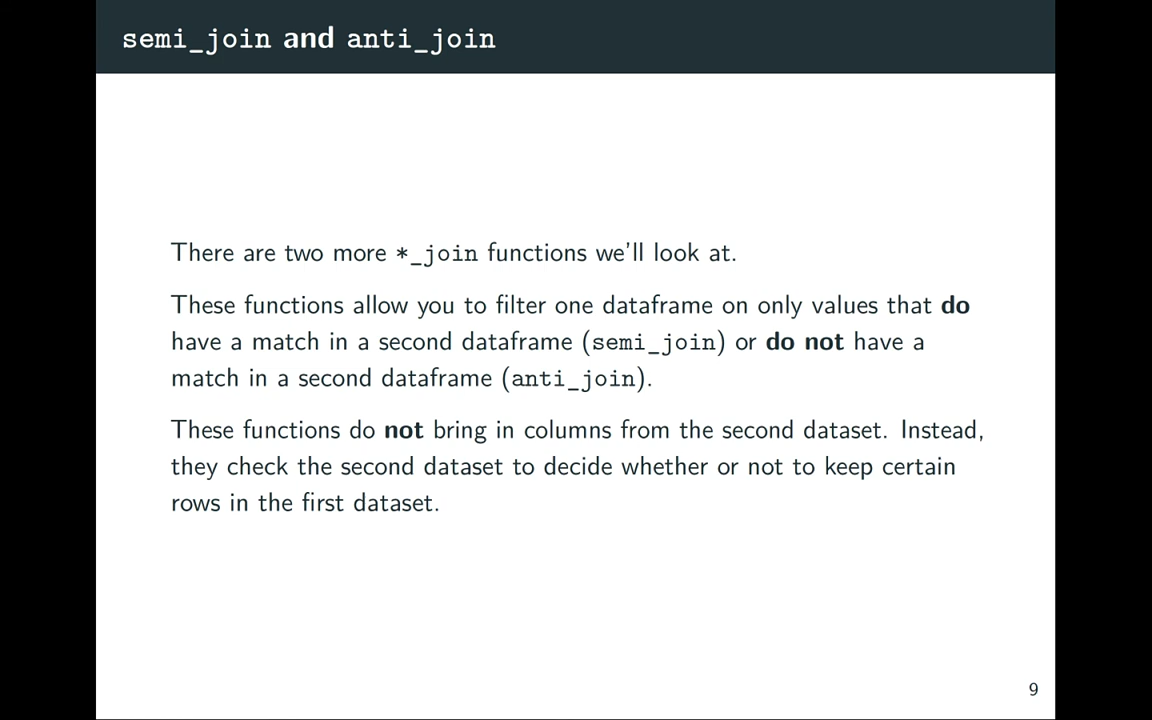 semi_join and anti_join
There are two more *_join functions we'll look at.
These functions allow you to filter one dataframe on only values that do
have a match in a second dataframe (semi_join) or do not have a
match in a second dataframe (anti_join).
These functions do not bring in columns from the second dataset. Instead,
they check the second dataset to decide whether or not to keep certain
rows in the first dataset.
9